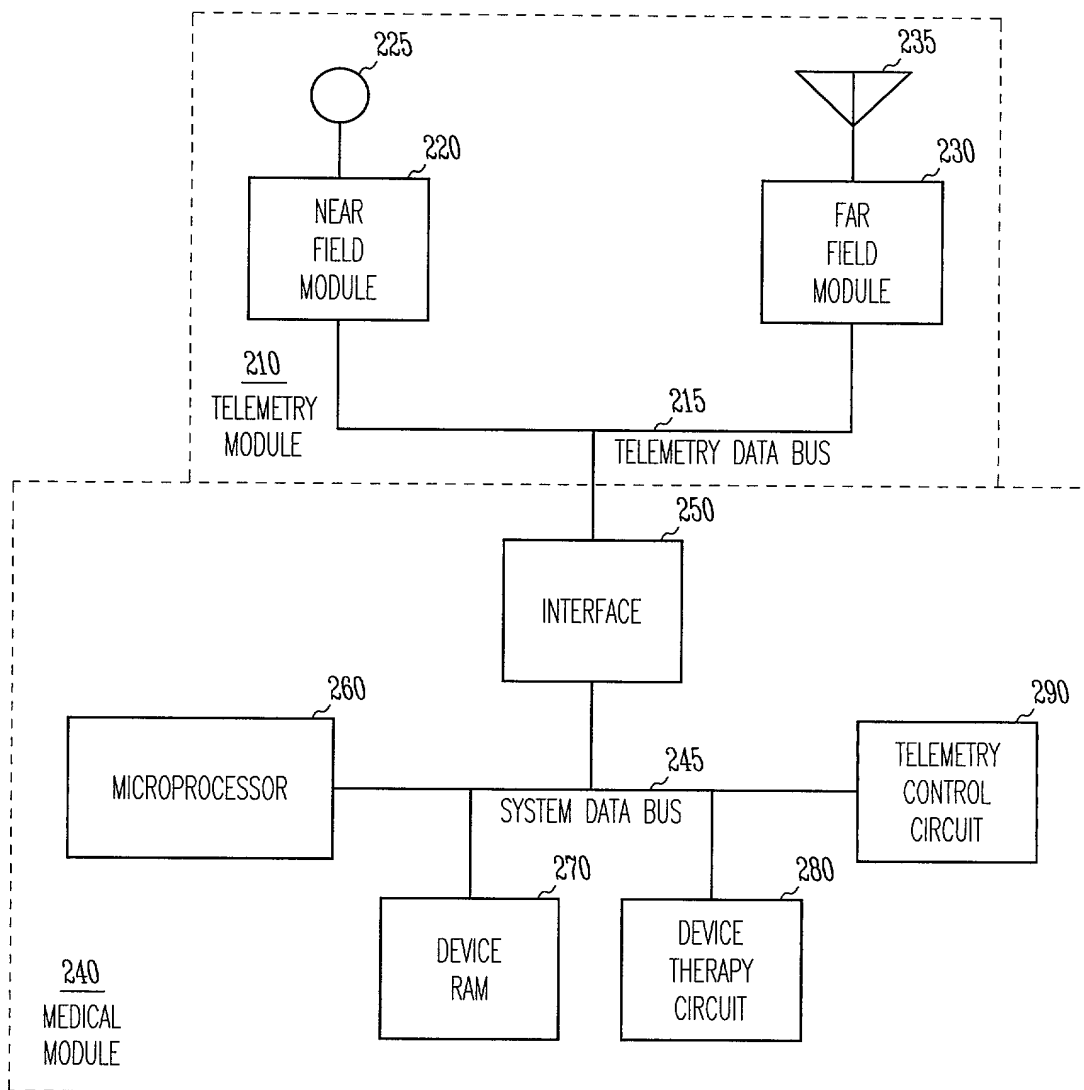 225
235
220
230
NEAR
FIELD
MODULE
FAR
FIELD
MODULE
210
TELEMETRY
MODULE
215
TELEMETRY DATA BUS
250
INTERFACE
260
MICROPROCESSOR
290
TELEMETRY
CONTROL
CIRCUIT
245
SYSTEM DATA BUS
270
DEVICE
RAM
280
DEVICE
THERAPY
CIRCUIT
240
MEDICAL
MODULE